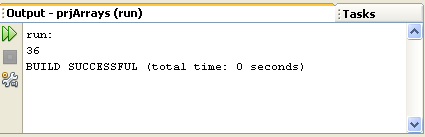 Output - prjArrays (run)
Tasks
run:
36
BUILD SUCCESSFUL (total time: 0 seconds)